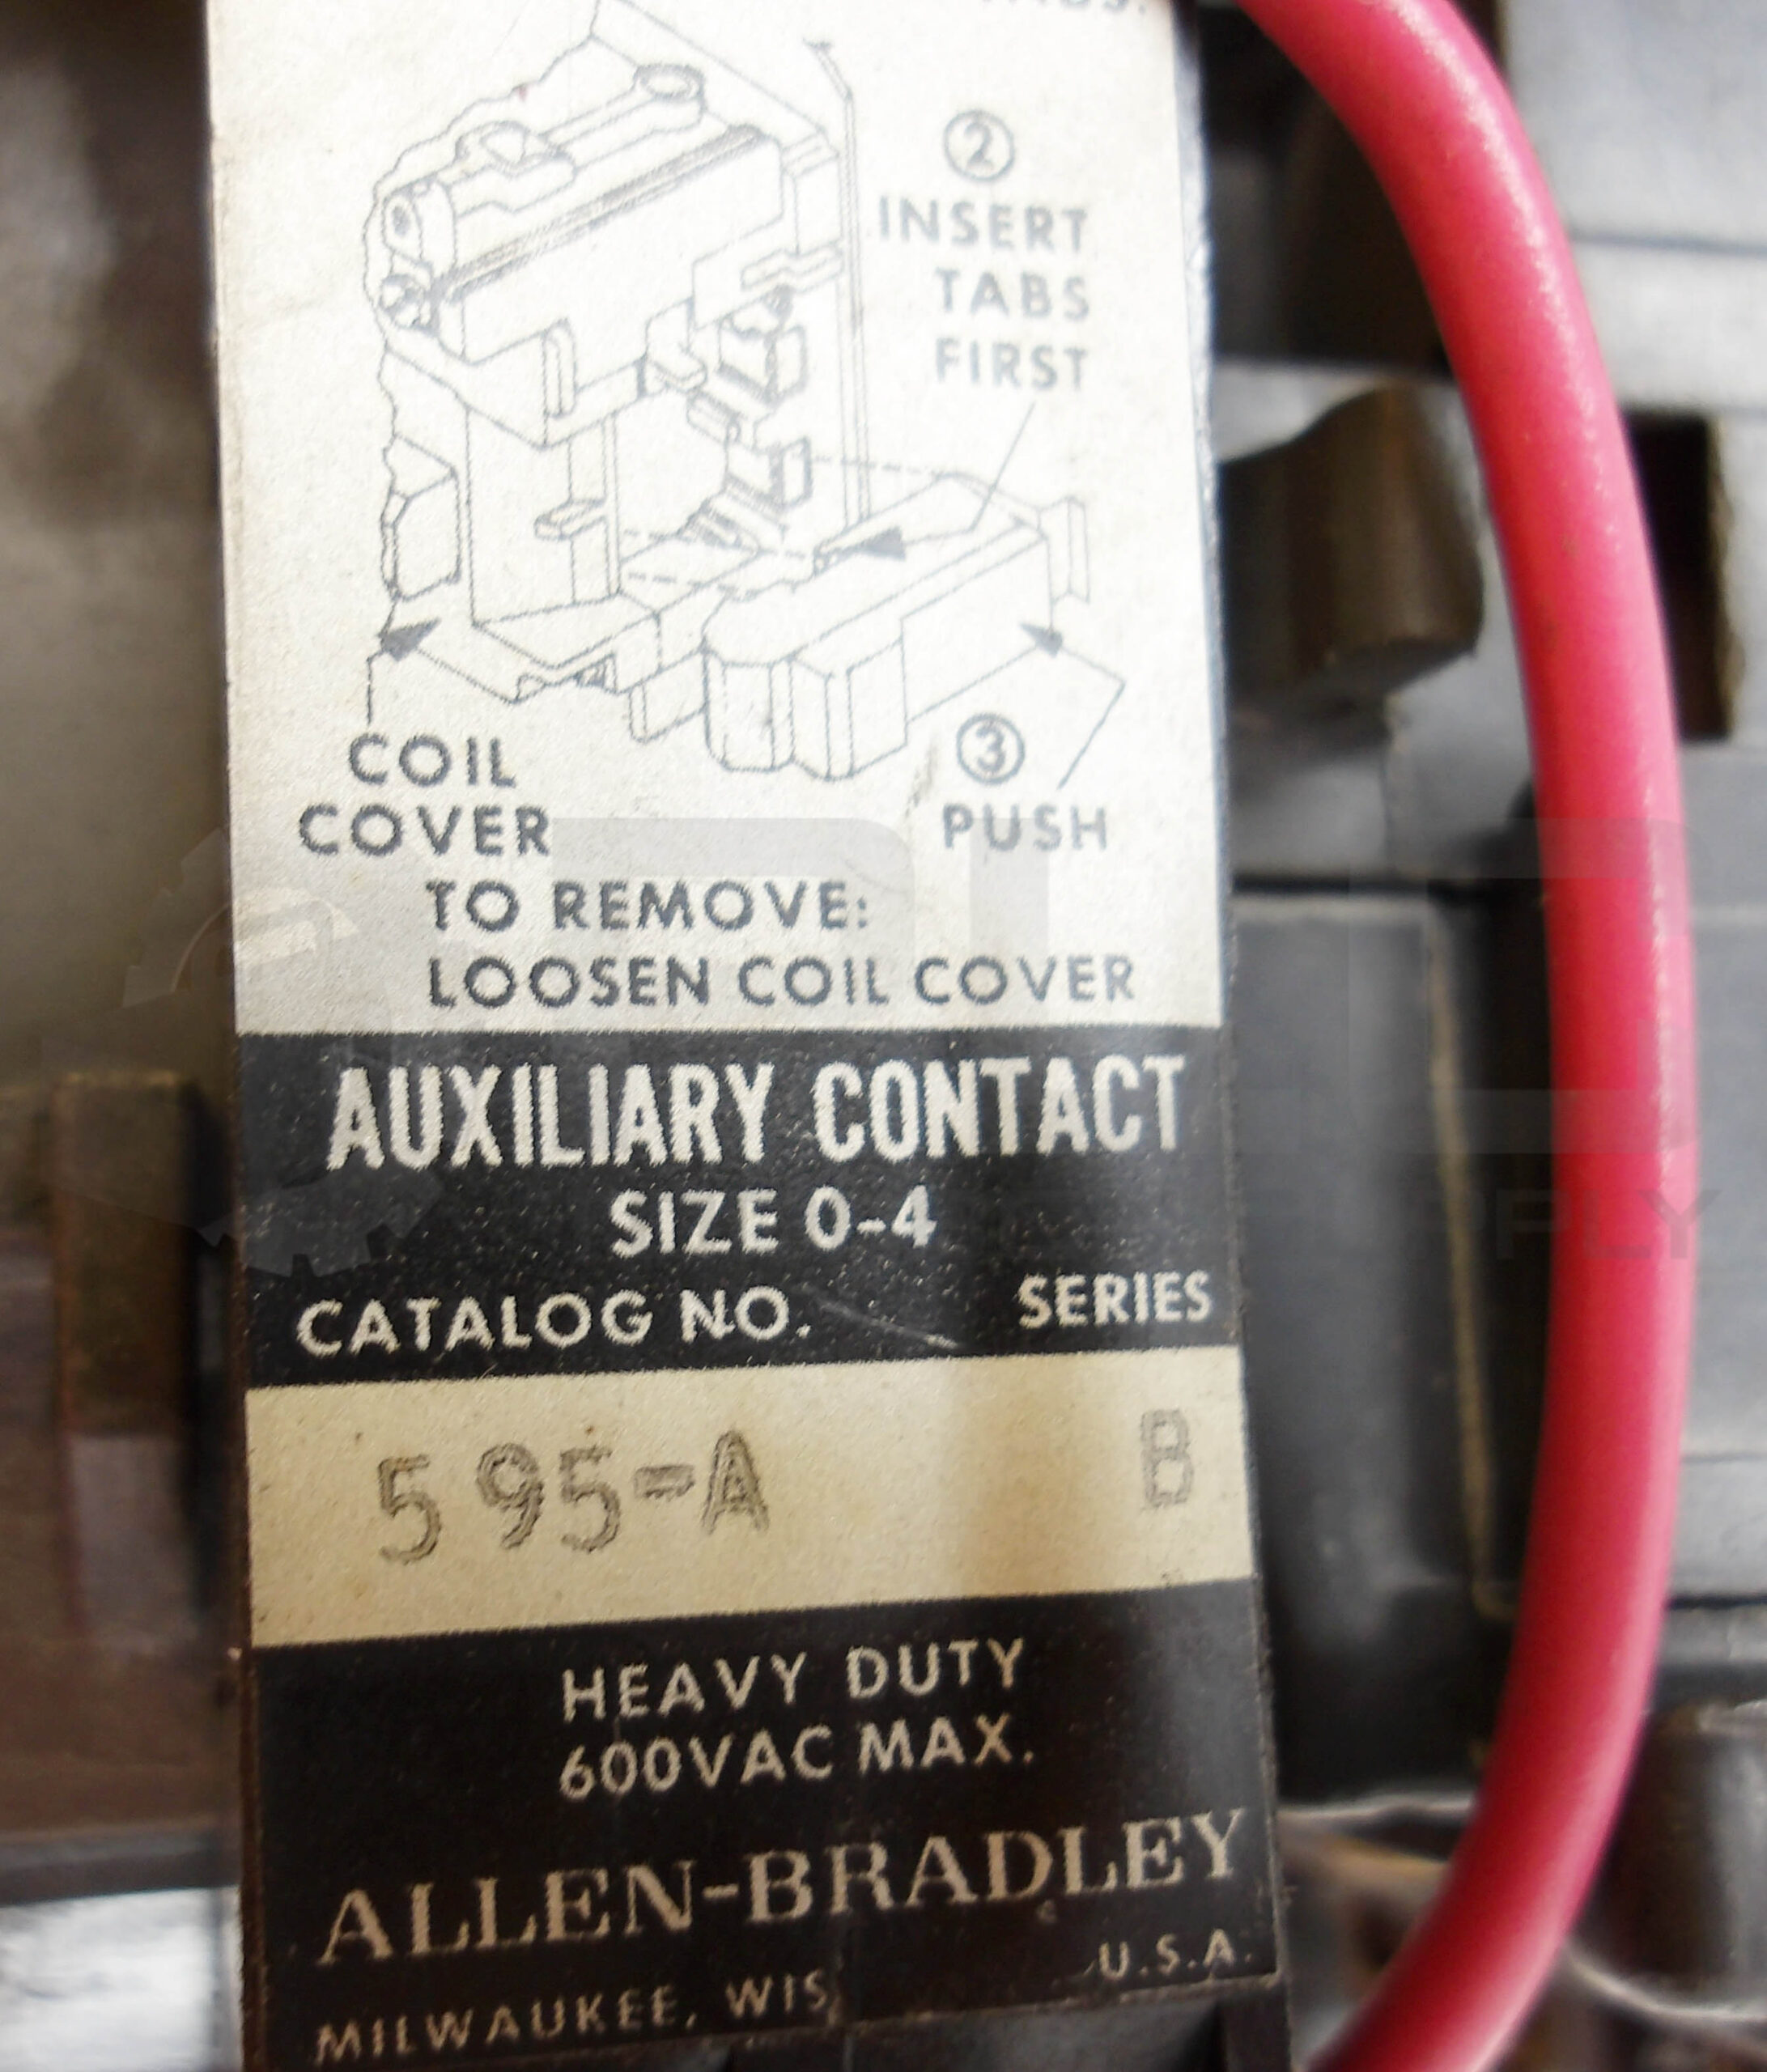 ②
INSERT
TABS
FIRST
COIL
COVER
③
PUSH
TO REMOVE:
LOOSEN COIL COVER
AUXILIARY CONTACT
SIZE 0-4
CATALOG NO. SERIES
595-A B
HEAVY DUTY
600VAC MAX.
ALLEN-BRADLEY
MILWAUKEE, WIS. U.S.A.